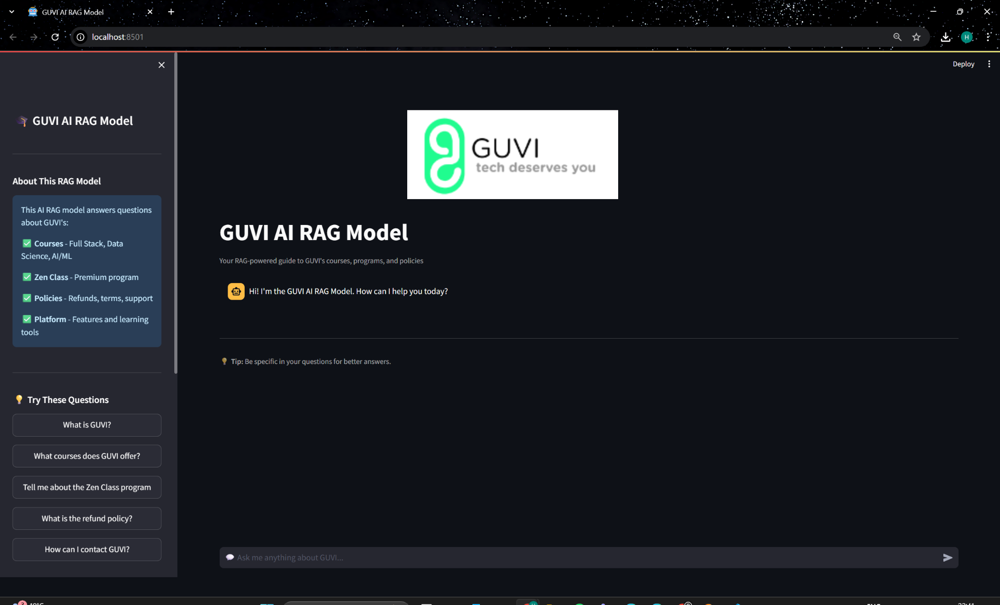 GUVI AI RAG Model
localhost:8501
Deploy
GUVI AI RAG Model
About This RAG Model
This AI RAG model answers questions
about GUVI's:
✅ Courses - Full Stack, Data
Science, AI/ML
✅ Zen Class - Premium program
✅ Policies - Refunds, terms, support
✅ Platform - Features and learning
tools
Try These Questions
What is GUVI?
What courses does GUVI offer?
Tell me about the Zen Class program
What is the refund policy?
How can I contact GUVI?
GUVI
tech deserves you
GUVI AI RAG Model
Your RAG-powered guide to GUVI's courses, programs, and policies
Hi! I'm the GUVI AI RAG Model. How can I help you today?
Tip: Be specific in your questions for better answers.
Ask me anything about GUVI...
H